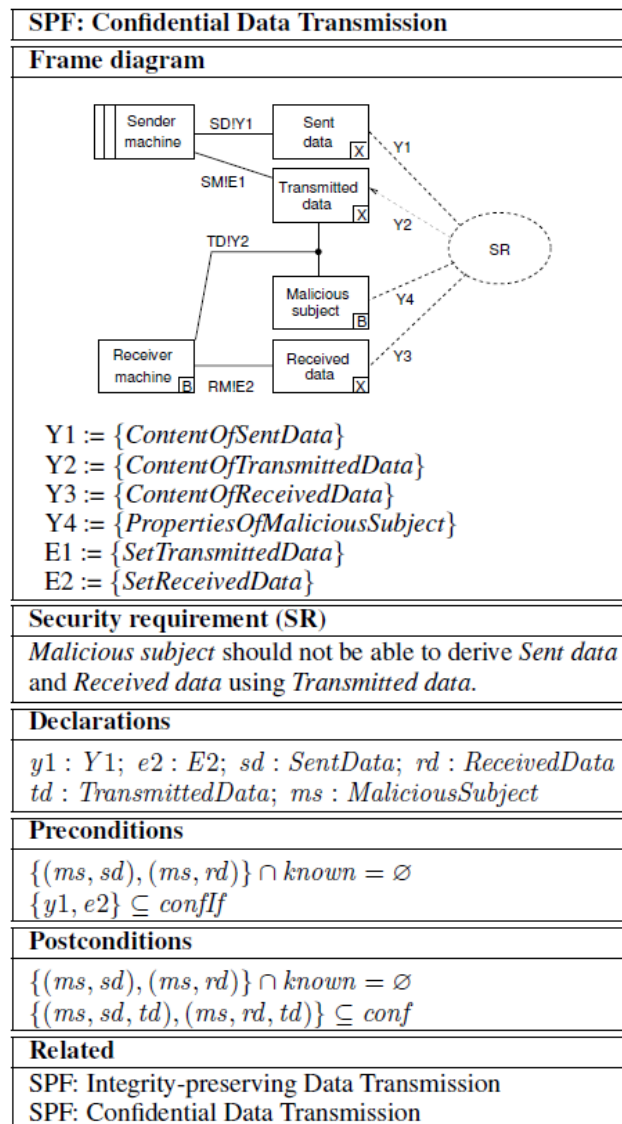 SPF: Confidential Data Transmission
Frame diagram
Sender
machine
SD!Y1
Sent
data
X
Y1
SM!E1
Transmitted
data
X
Y2
TD!Y2
SR
Malicious
subject
B
Y4
Receiver
machine
B
RM!E2
Received
data
X
Y3
Y1 := {ContentOfSentData}
Y2 := {ContentOfTransmittedData}
Y3 := {ContentOfReceivedData}
Y4 := {PropertiesOfMaliciousSubject}
E1 := {SetTransmittedData}
E2 := {SetReceivedData}
Security requirement (SR)
Malicious subject should not be able to derive Sent data
and Received data using Transmitted data.
Declarations
y1 : Y1; e2 : E2; sd : SentData; rd : ReceivedData
td : TransmittedData; ms : MaliciousSubject
Preconditions
{(ms, sd), (ms, rd)} ∩ known = ∅
{y1, e2} ⊆ confIf
Postconditions
{(ms, sd), (ms, rd)} ∩ known = ∅
{(ms, sd, td), (ms, rd, td)} ⊆ conf
Related
SPF: Integrity-preserving Data Transmission
SPF: Confidential Data Transmission